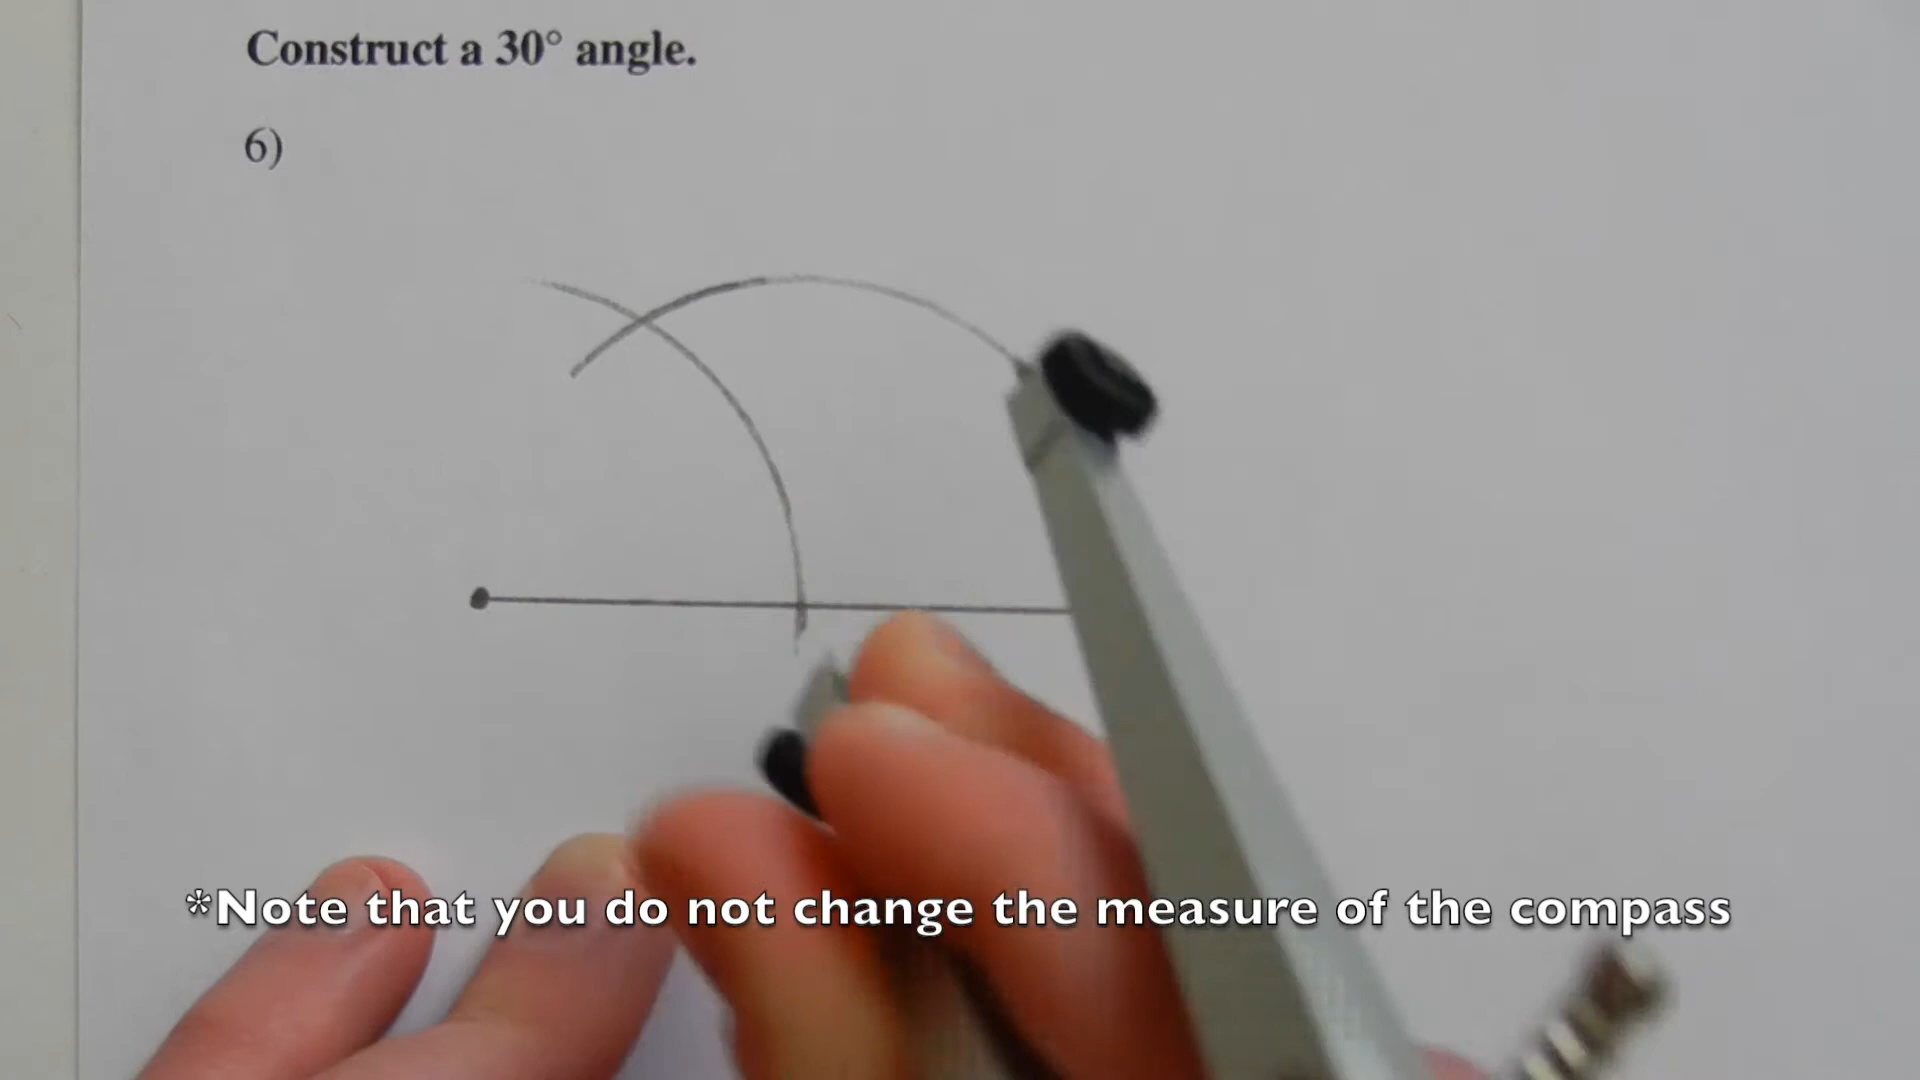 Construct a 30° angle.
6)
*Note that you do not change the measure of the compass